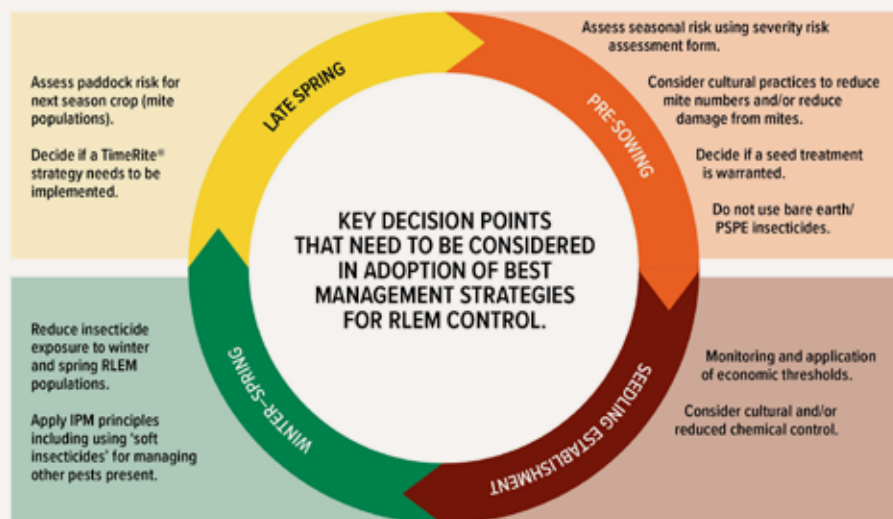 LATE SPRING
Assess paddock risk for
next season crop (mite
populations).
Decide if a TimeRite®
strategy needs to be
implemented.
PRE-SOWING
Assess seasonal risk using severity risk
assessment form.
Consider cultural practices to reduce
mite numbers and/or reduce
damage from mites.
Decide if a seed treatment
is warranted.
Do not use bare earth/
PSPE insecticides.
KEY DECISION POINTS
THAT NEED TO BE CONSIDERED
IN ADOPTION OF BEST
MANAGEMENT STRATEGIES
FOR RLEM CONTROL.
WINTER–SPRING
Reduce insecticide
exposure to winter
and spring RLEM
populations.
Apply IPM principles
including using ‘soft
insecticides’ for managing
other pests present.
SEEDLING ESTABLISHMENT
Monitoring and application
of economic thresholds.
Consider cultural and/or
reduced chemical control.